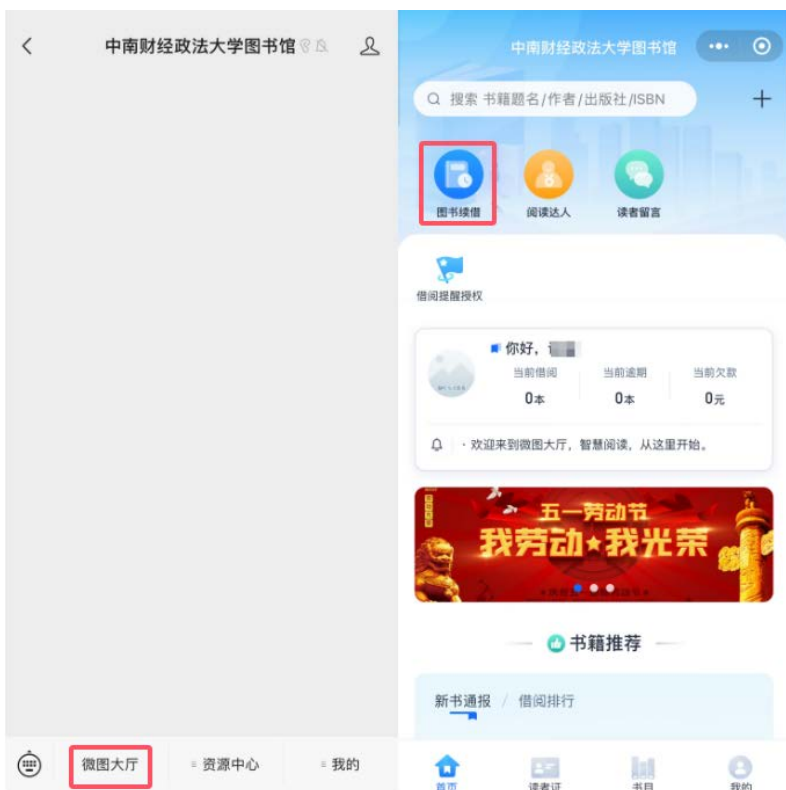 中南财经政法大学图书馆
微图大厅
资源中心
我的
中南财经政法大学图书馆
搜索 书籍题名/作者/出版社/ISBN
图书续借
阅读达人
读者留言
借阅提醒授权
你好，
当前借阅
当前逾期
当前欠款
0本
0本
0元
· 欢迎来到微图大厅，智慧阅读，从这里开始。
五一劳动节
我劳动★我光荣
书籍推荐
新书通报 / 借阅排行
首页
读者证
书目
我的